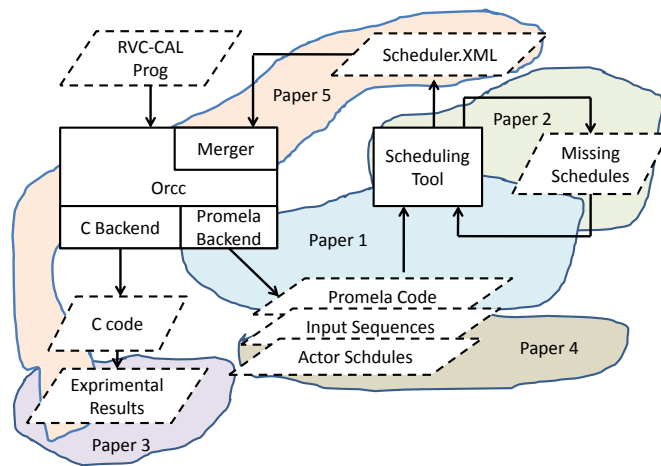 RVC-CAL
Prog
Scheduler.XML
Paper 5
Paper 2
Merger
Scheduling
Tool
Missing
Schedules
Orcc
C Backend
Promela
Backend
Paper 1
Promela Code
C code
Input Sequences
Actor Schdules
Paper 4
Exprimental
Results
Paper 3